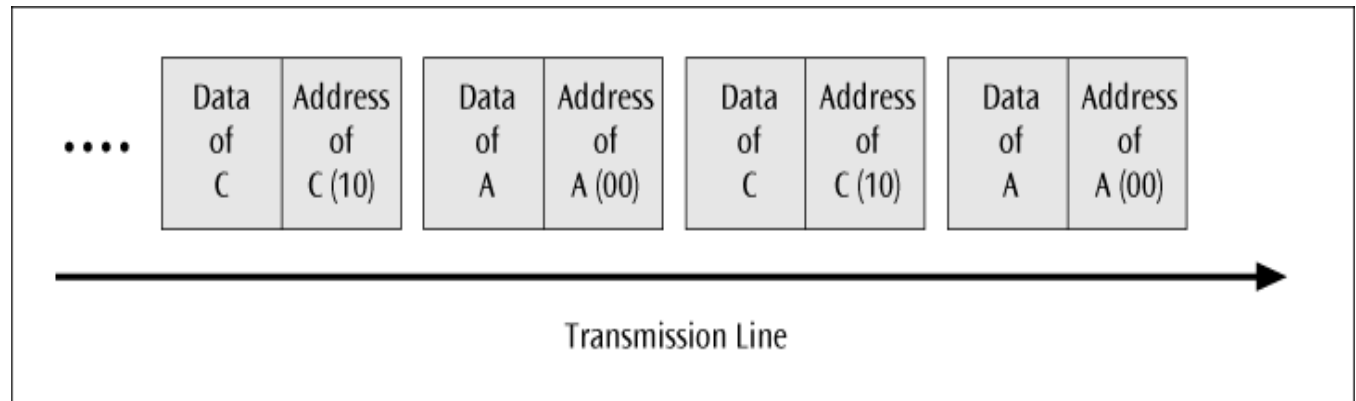 Data of C
Address of C (10)
Data of A
Address of A (00)
Data of C
Address of C (10)
Data of A
Address of A (00)
....
Transmission Line